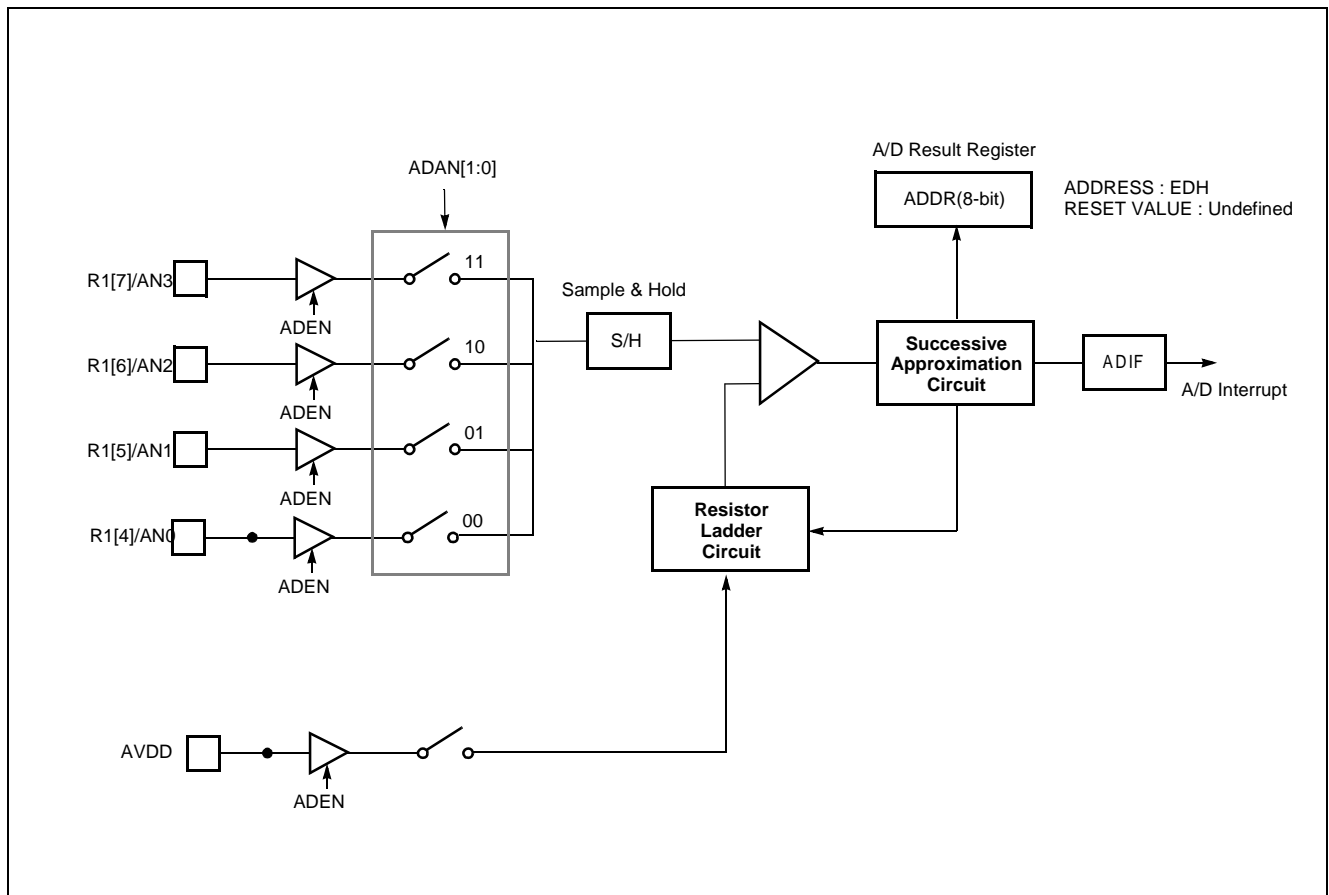 A/D Result Register
ADAN[1:0]
ADDR(8-bit)
ADDRESS : EDH
RESET VALUE : Undefined
R1[7]/AN3
11
ADEN
Sample & Hold
S/H
R1[6]/AN2
10
ADEN
Successive
Approximation
Circuit
ADIF
A/D Interrupt
R1[5]/AN1
01
ADEN
R1[4]/AN0
00
ADEN
Resistor
Ladder
Circuit
AVDD
ADEN